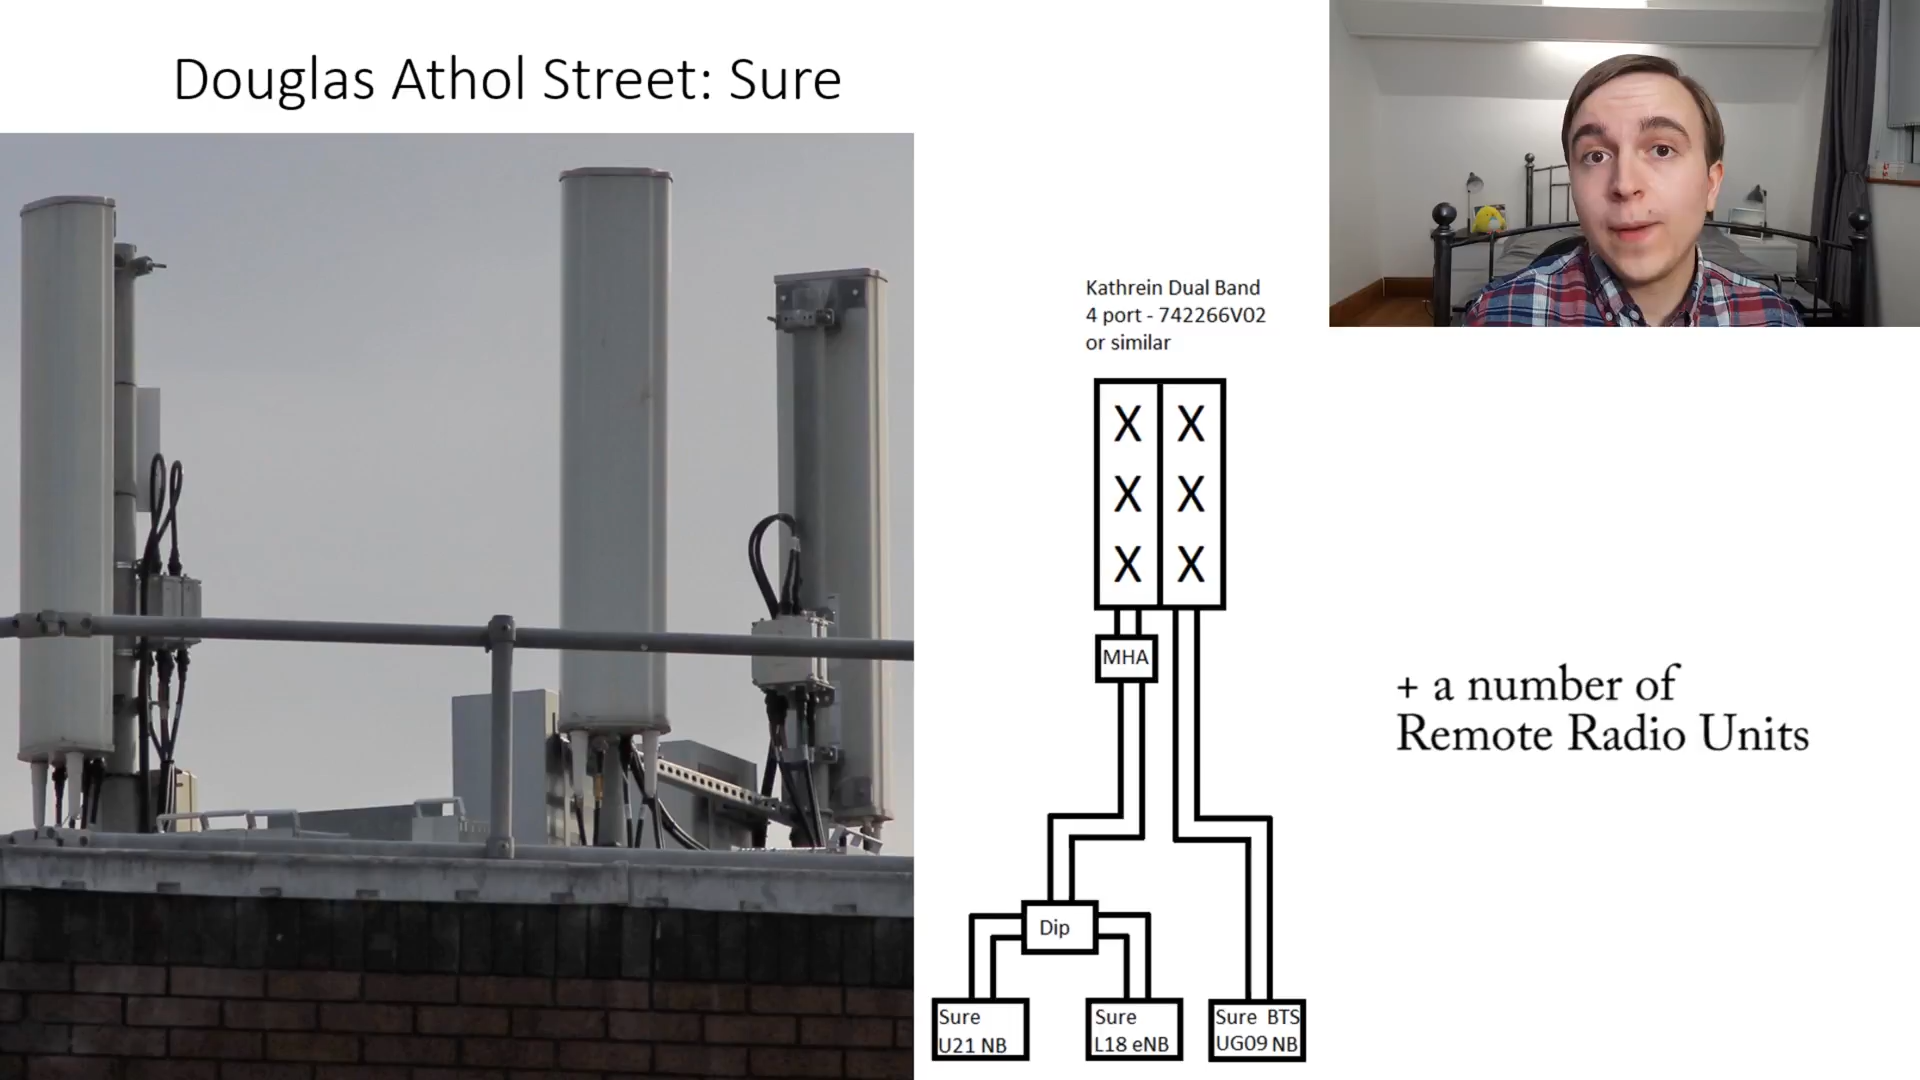 Douglas Athol Street: Sure
Kathrein Dual Band
4 port - 742266V02
or similar
X X
X X
X X
MHA
+ a number of
Remote Radio Units
Dip
Sure
U21 NB
Sure
L18 eNB
Sure BTS
UG09 NB